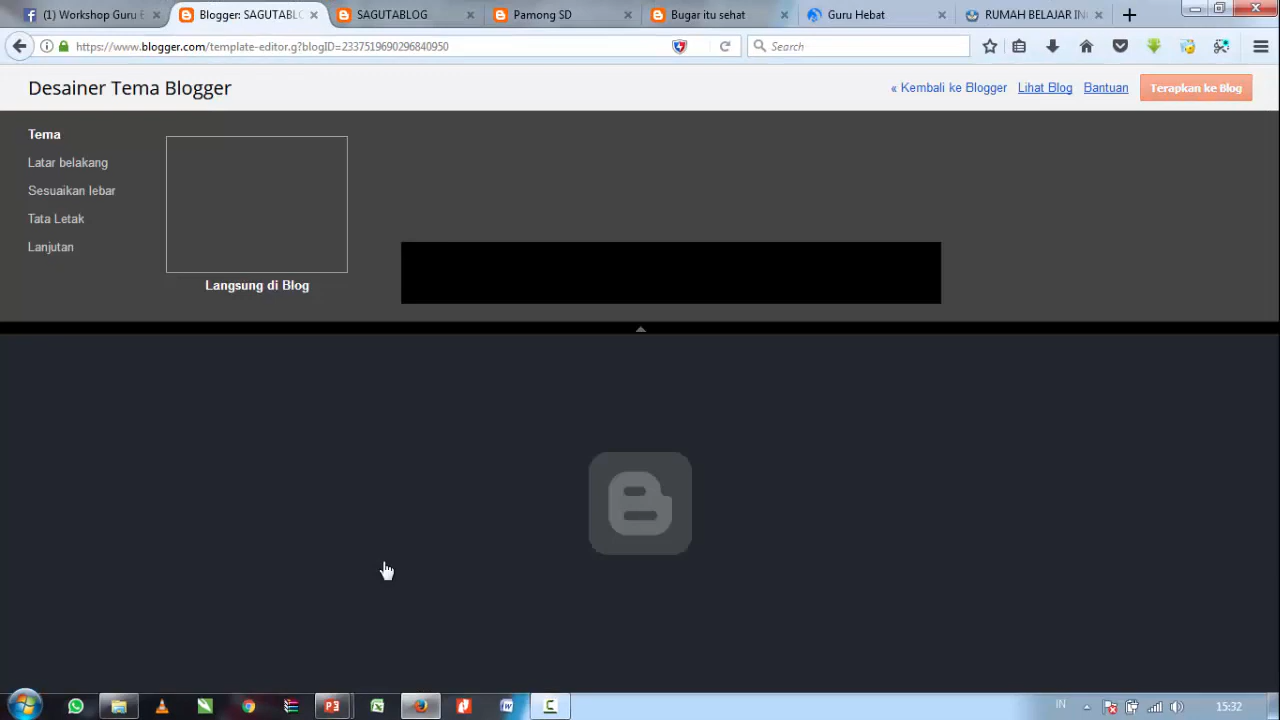 (1) Workshop Guru E
Blogger: SAGUTABLO
SAGUTABLOG
Pamong SD
Bugar itu sehat
Guru Hebat
RUMAH BELAJAR IN
https://www.blogger.com/template-editor.g?blogID=2337519690296840950
Search
Desainer Tema Blogger
« Kembali ke Blogger
Lihat Blog
Bantuan
Terapkan ke Blog
Tema
Latar belakang
Sesuaikan lebar
Tata Letak
Lanjutan
Langsung di Blog
IN
15:32